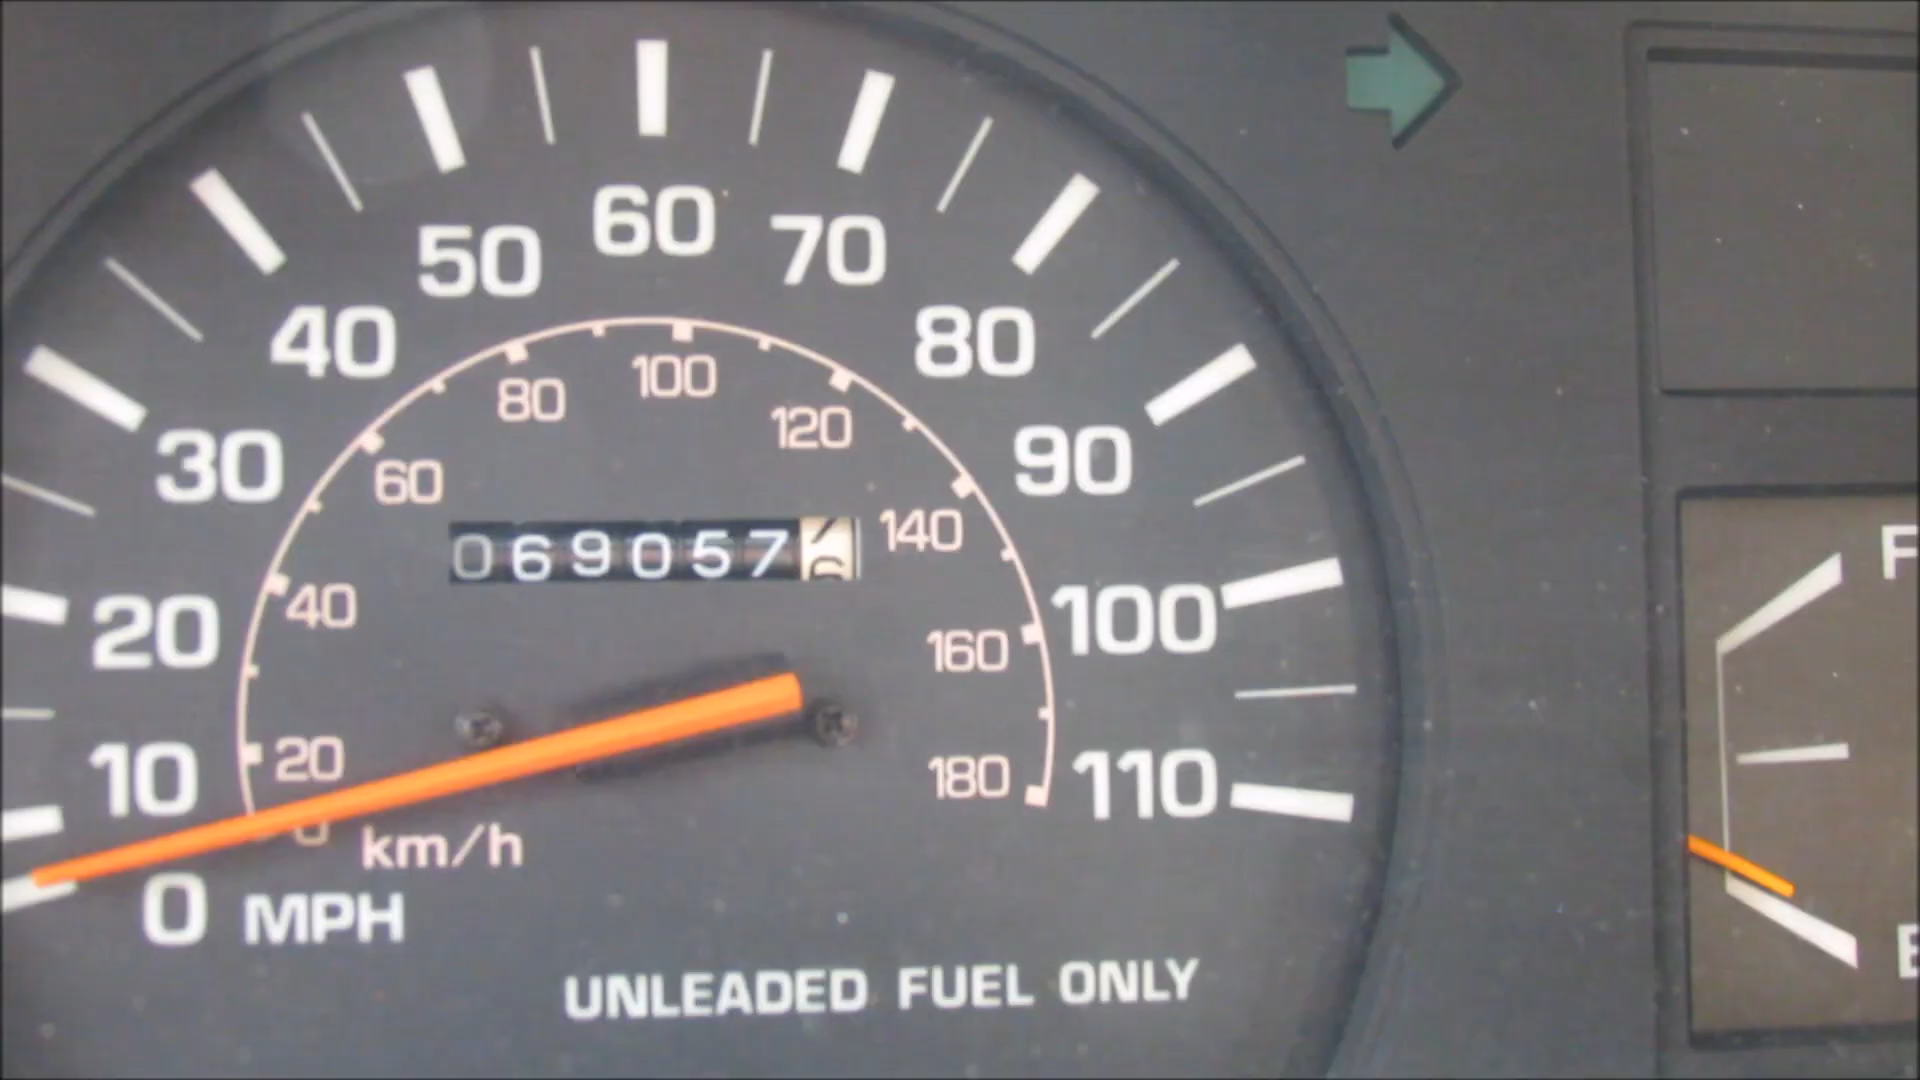 60
50 70
40 80
100
80 120
30 90
60 140
069057
20 40 160 100
10 20 180 110
0 km/h
0 MPH
UNLEADED FUEL ONLY
F